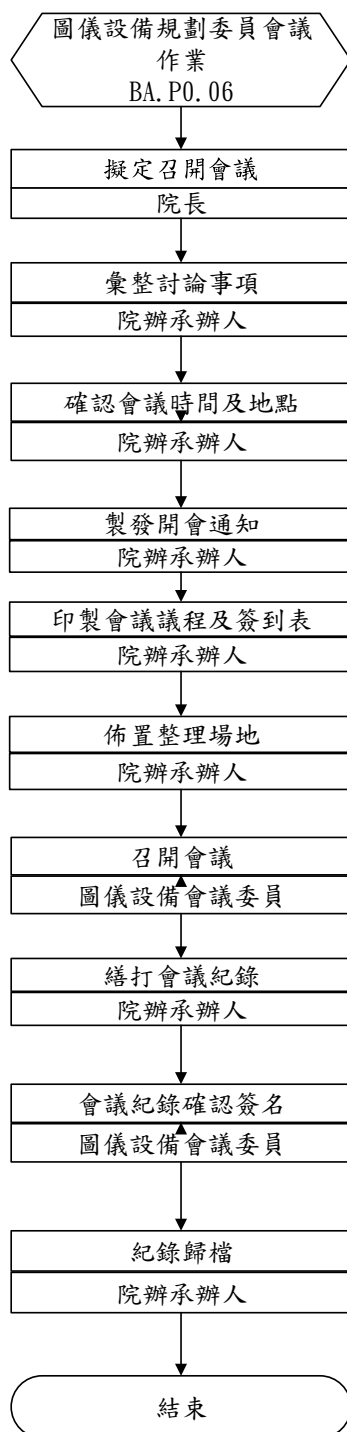 圖儀設備規劃委員會議
作業
BA.P0.06
擬定召開會議
院長
彙整討論事項
院辦承辦人
確認會議時間及地點
院辦承辦人
製發開會通知
院辦承辦人
印製會議議程及簽到表
院辦承辦人
佈置整理場地
院辦承辦人
召開會議
圖儀設備會議委員
繕打會議紀錄
院辦承辦人
會議紀錄確認簽名
圖儀設備會議委員
紀錄歸檔
院辦承辦人
結束